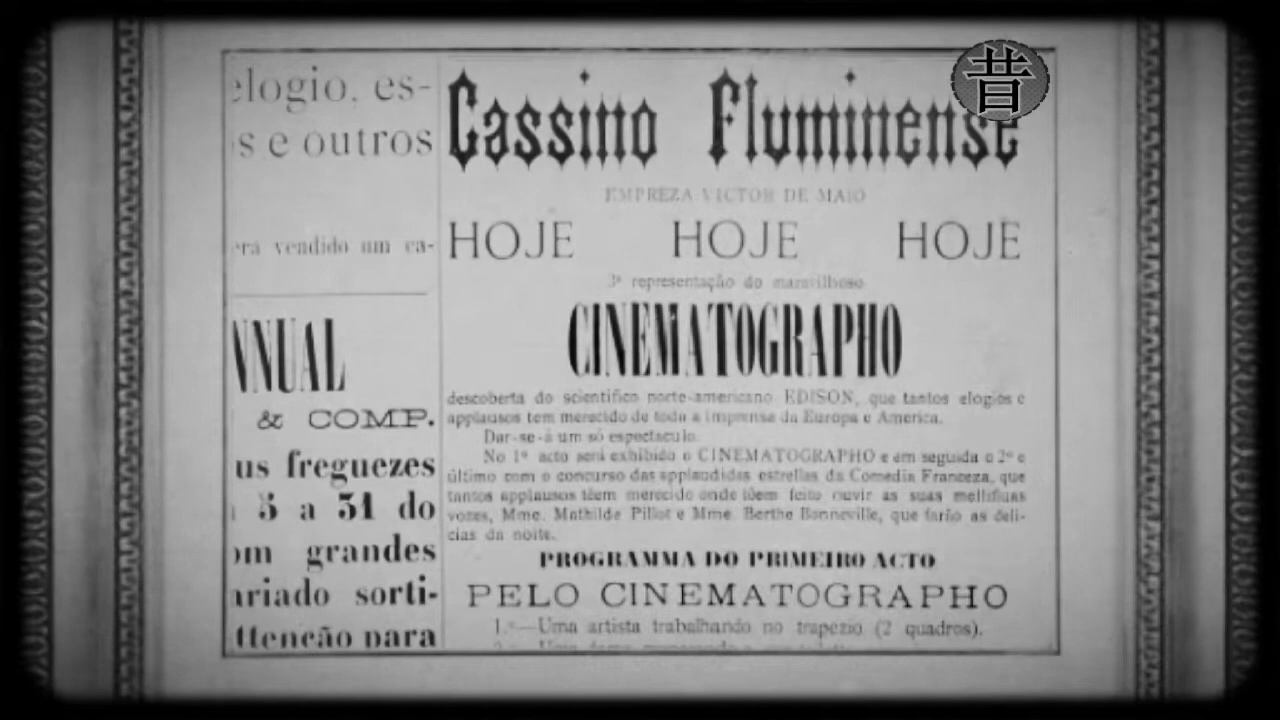 elogio, es-
s e outros
era vendido um ca-
NNUAL
& COMP.
us freguezes
5 a 31 do
om grandes
ariado sorti-
ttenção para
昔
Cassino Fluminense
EMPREZA VICTOR DE MAIO
HOJE HOJE HOJE
3ª representação do maravilhoso
CINEMATOGRAPHO
descoberta do scientifico norte-americano EDISON, que tantos elogios e
applausos tem merecido de toda a imprensa da Europa e America.
Dar-se-á um só espectaculo.
No 1º acto será exhibido o CINEMATOGRAPHO e em seguida o 2º e
último com o concurso das applaudidas estrellas da Comedia Franceza, que
tantos applausos têem merecido onde têem feito ouvir as suas mellifluas
vozes, Mme. Mathilde Pillot e Mme. Berthe Bonneville, que farão as deli-
cias da noite.
PROGRAMMA DO PRIMEIRO ACTO
PELO CINEMATOGRAPHO
1.º—Uma artista trabalhando no trapezio (2 quadros).